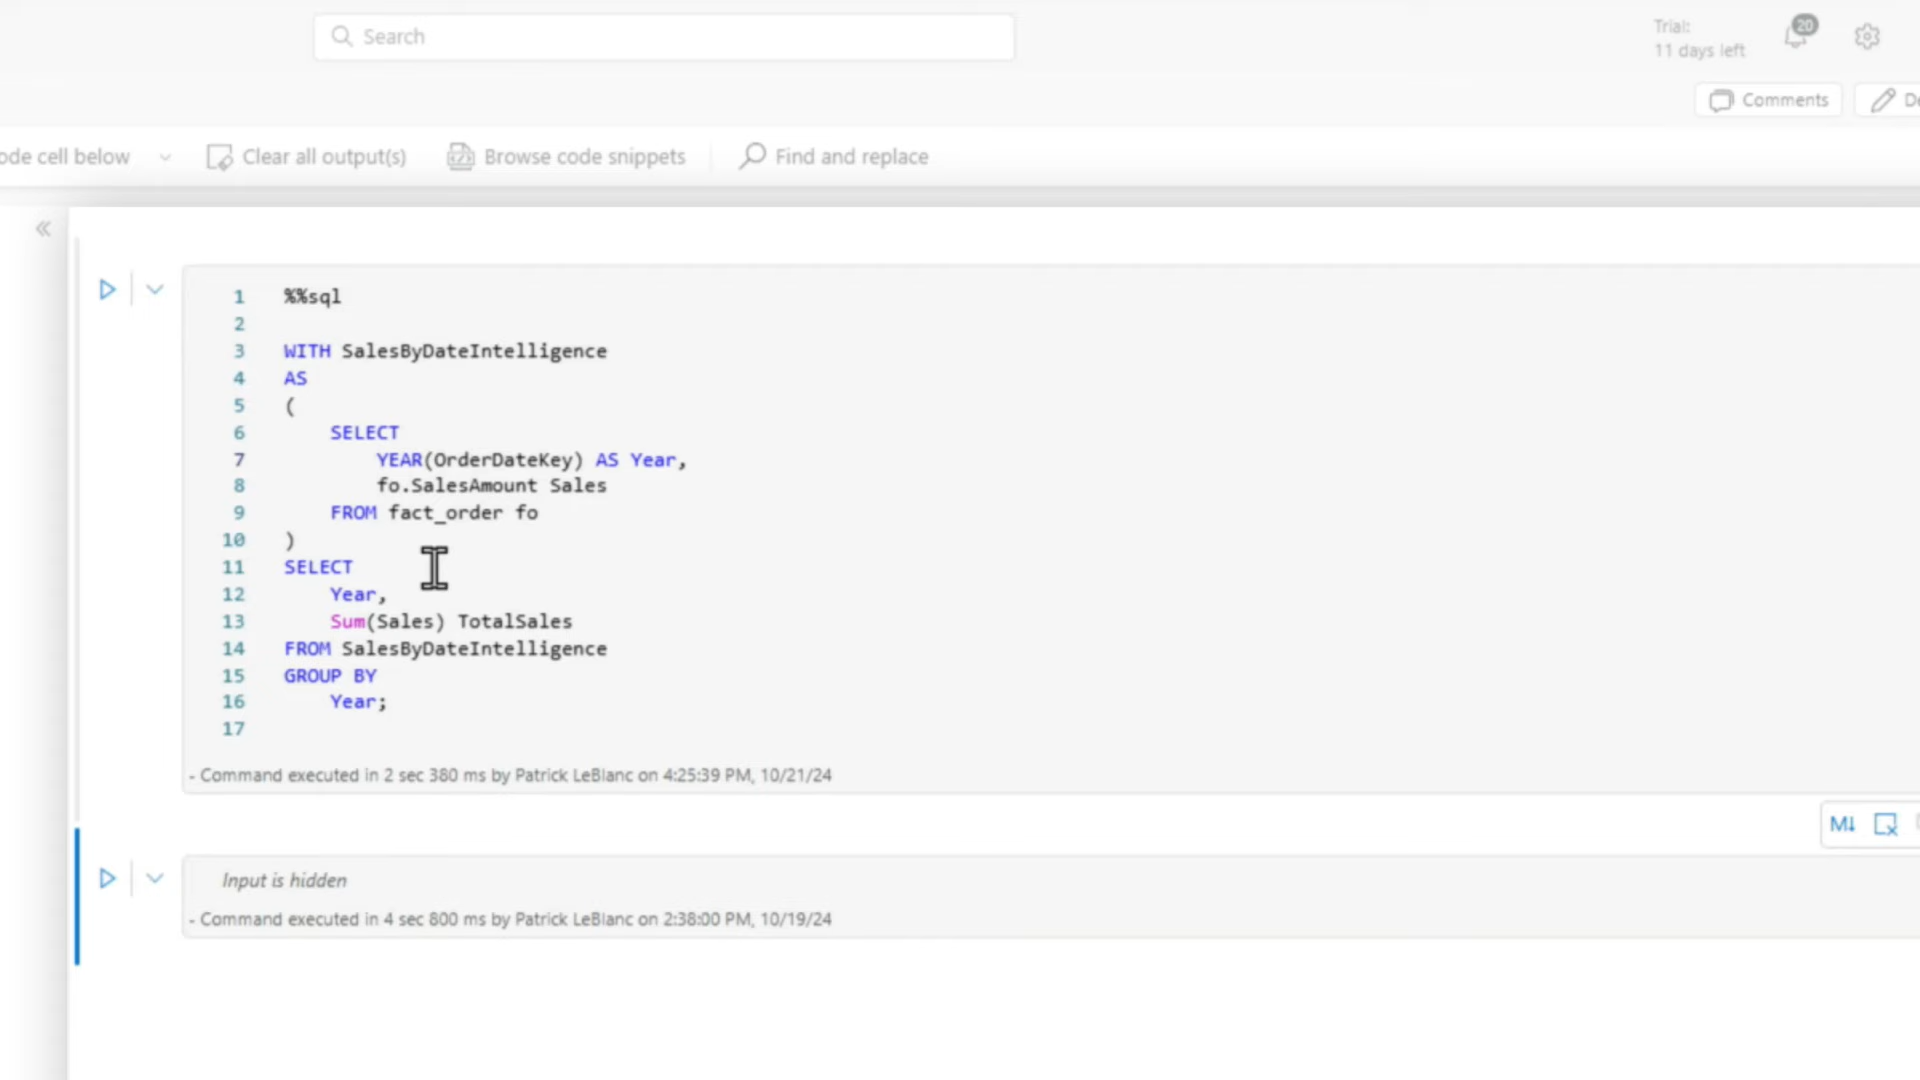 Search
Trial:
11 days left
20
Comments
ode cell below
Clear all output(s)
Browse code snippets
Find and replace
1 %%sql
2
3 WITH SalesByDateIntelligence
4 AS
5 (
6 SELECT
7 YEAR(OrderDateKey) AS Year,
8 fo.SalesAmount Sales
9 FROM fact_order fo
10 )
11 SELECT
12 Year,
13 Sum(Sales) TotalSales
14 FROM SalesByDateIntelligence
15 GROUP BY
16 Year;
17
- Command executed in 2 sec 380 ms by Patrick LeBlanc on 4:25:39 PM, 10/21/24
M↓
Input is hidden
- Command executed in 4 sec 800 ms by Patrick LeBlanc on 2:38:00 PM, 10/19/24